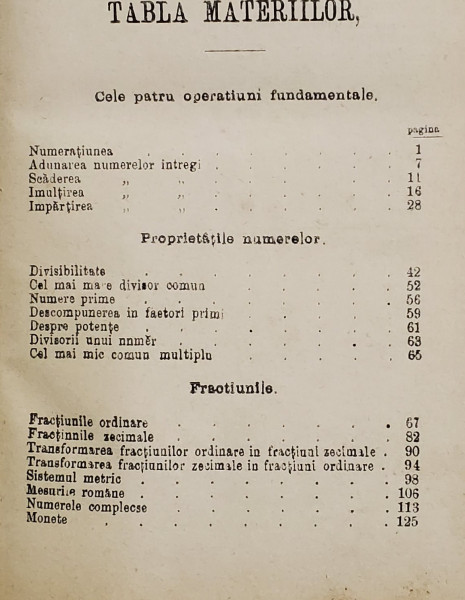 TABLA MATERIILOR,
Cele patru operatiuni fundamentale.
pagina
Numerațiunea . . . . . . . . 1
Adunarea numerelor intregi . . . . . . 7
Scăderea „ „ . . . . . . 11
Imulțirea „ „ . . . . . . 16
Impărțirea „ „ . . . . . . 28
Proprietățile numerelor.
Divisibilitate . . . . . . . . 42
Cel mai mare divisor comun . . . . . . 52
Numere prime . . . . . . . . 56
Descompunerea in factori primi . . . . . . 59
Despre potențe . . . . . . . . 61
Divisorii unui nnmĕr . . . . . . . 63
Cel mai mic comun multiplu . . . . . . 65
Fractiunile.
Fracțiunile ordinare . . . . . . . 67
Fracținnile zecimale . . . . . . . 82
Transformarea fracțiunilor ordinare in fracțiuni zecimale . 90
Transformarea fracțiunilor zecimale in fracțiuni ordinare . 94
Sistemul metric . . . . . . . . 98
Mesurile române . . . . . . . . 106
Numerele complecse . . . . . . . 113
Monete . . . . . . . . . 125